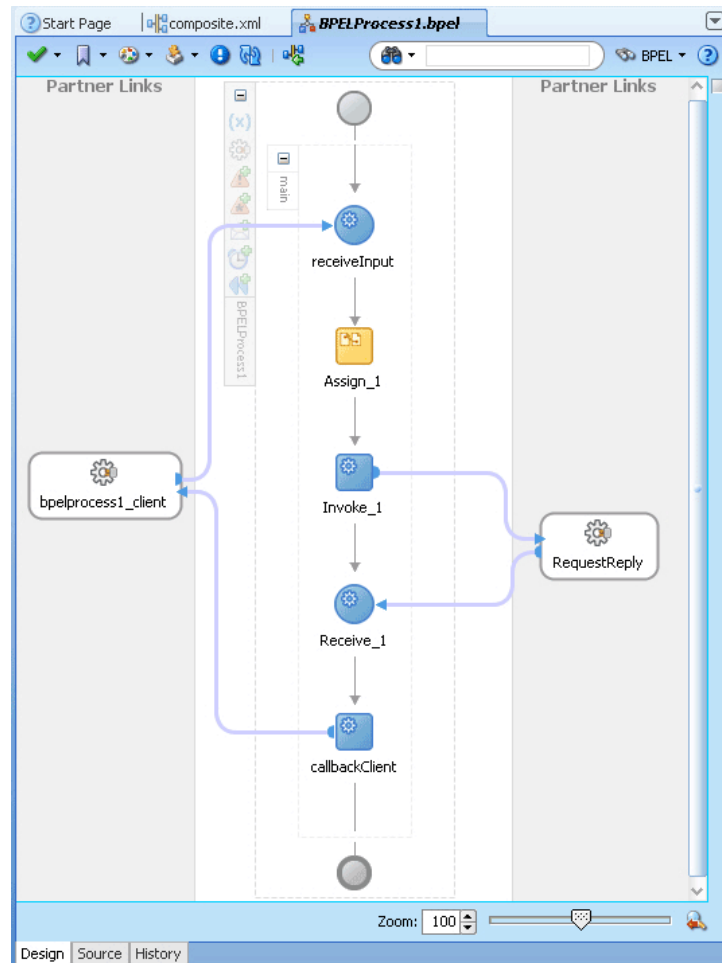 Start Page
composite.xml
BPELProcess1.bpel
BPEL
Partner Links
Partner Links
(x)
main
BPELProcess1
receiveInput
Assign_1
bpelprocess1_client
Invoke_1
RequestReply
Receive_1
callbackClient
Zoom: 100
Design Source History